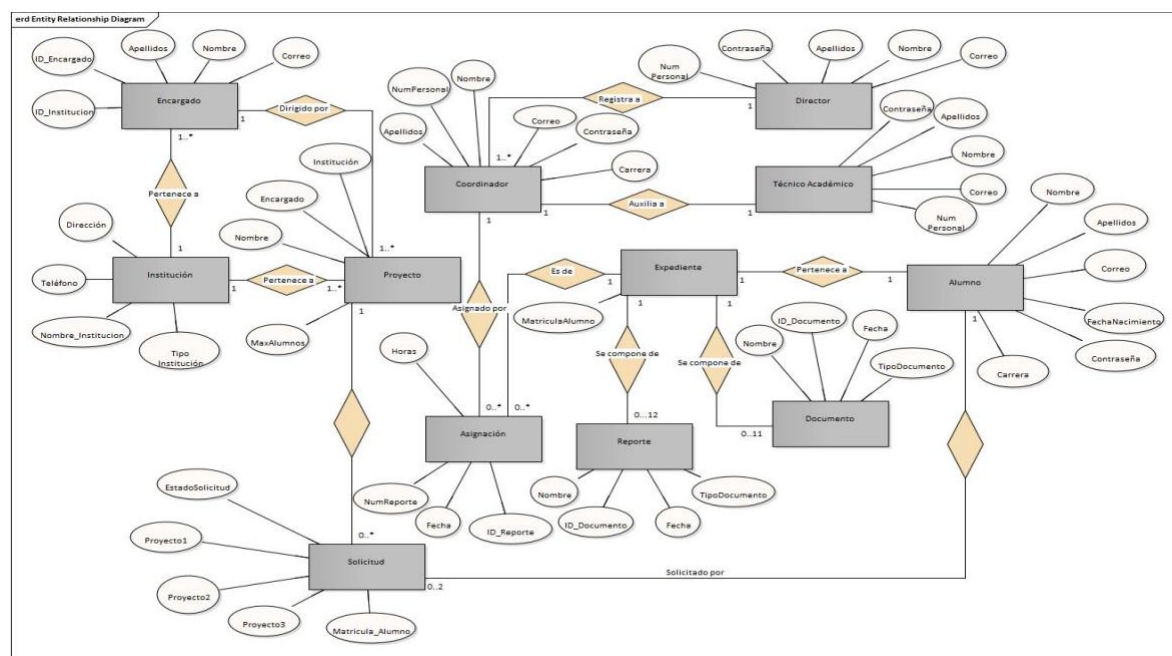 erd Entity Relationship Diagram
Apellidos
Nombre
ID_Encargado
Correo
ID_Institucion
Encargado
1..*
1
Dirigido por
Pertenece a
1
Dirección
Teléfono
Nombre_Institucion
Tipo
Institución
Institución
1
Pertenece a
1..*
Institución
Encargado
Nombre
MaxAlumnos
Proyecto
1..*
1
Nombre
NumPersonal
Apellidos
Correo
Contraseña
Carrera
Coordinador
1..*
1
1
Registra a
1
Auxilia a
1
Contraseña
Apellidos
Nombre
Correo
Num
Personal
Director
Contraseña
Apellidos
Nombre
Correo
Num
Personal
Técnico Académico
Asignado por
Es de
1
Expediente
1
1
1
MatriculaAlumno
Pertenece a
1
Alumno
1
Nombre
Apellidos
Correo
FechaNacimiento
Contraseña
Carrera
Se compone de
Se compone de
ID_Documento
Fecha
Nombre
TipoDocumento
Documento
0..11
Horas
0..*
0..*
Asignación
NumReporte
Fecha
ID_Reporte
0...12
Reporte
Nombre
ID_Documento
Fecha
TipoDocumento
EstadoSolicitud
Proyecto1
Proyecto2
Proyecto3
Matricula_Alumno
0..*
Solicitud
0..2
Solicitado por